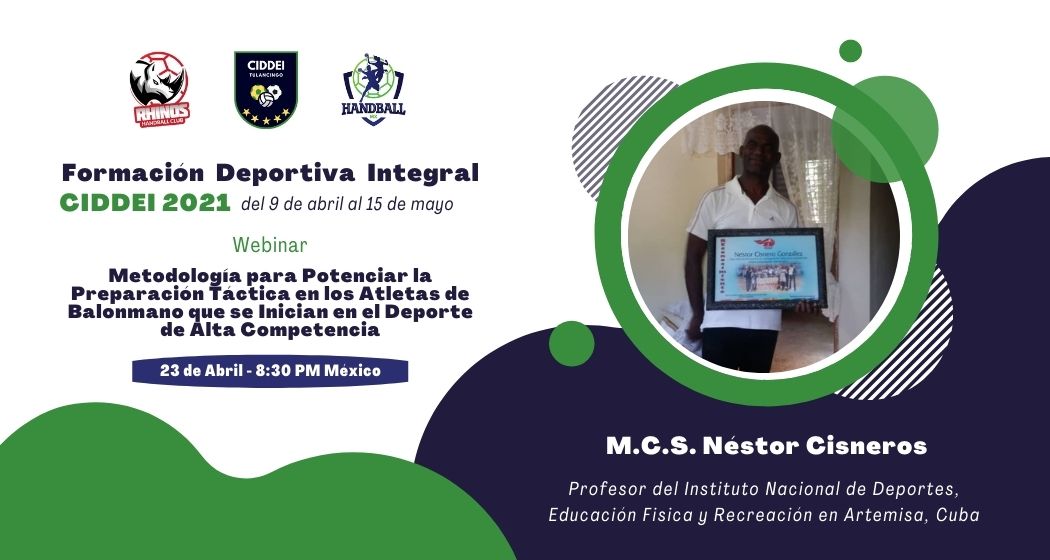 RHINOS
HANDBALL CLUB
CIDDEI
TULANCINGO
HANDBALL
MX
Formación Deportiva Integral
CIDDEI 2021 del 9 de abril al 15 de mayo
Webinar
Metodología para Potenciar la
Preparación Táctica en los Atletas de
Balonmano que se Inician en el Deporte
de Alta Competencia
23 de Abril - 8:30 PM México
Reconocimiento
Néstor Cisnero González
M.C.S. Néstor Cisneros
Profesor del Instituto Nacional de Deportes,
Educación Fisica y Recreación en Artemisa, Cuba